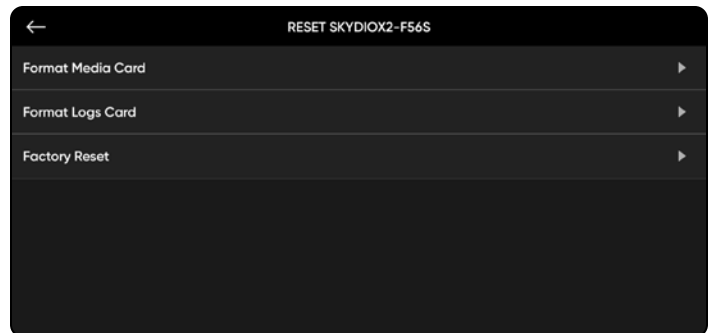 RESET SKYDIOX2-F56S
Format Media Card
Format Logs Card
Factory Reset